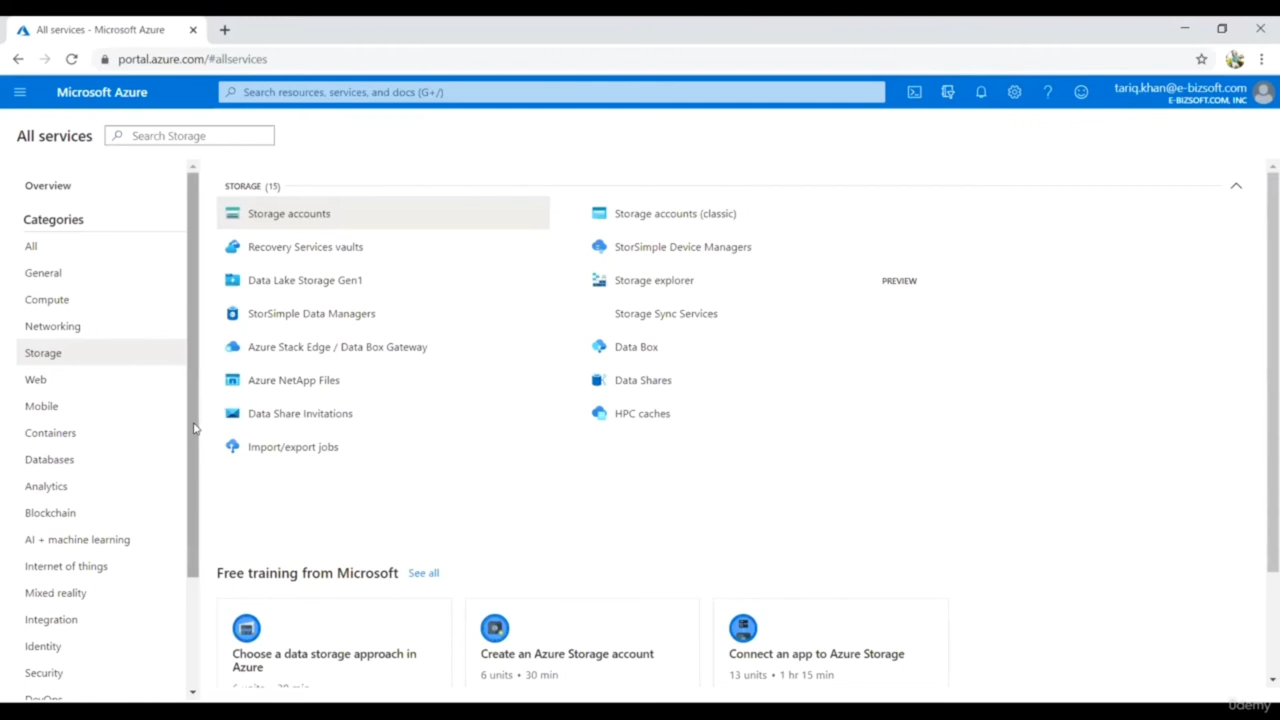 All services - Microsoft Azure
portal.azure.com/#allservices
Microsoft Azure
Search resources, services, and docs (G+/)
tariq.khan@e-bizsoft.com
E-BIZSOFT.COM, INC
All services
Search Storage
Overview
Categories
All
General
Compute
Networking
Storage
Web
Mobile
Containers
Databases
Analytics
Blockchain
AI + machine learning
Internet of things
Mixed reality
Integration
Identity
Security
DevOps
STORAGE (15)
Storage accounts
Storage accounts (classic)
Recovery Services vaults
StorSimple Device Managers
Data Lake Storage Gen1
Storage explorer
PREVIEW
StorSimple Data Managers
Storage Sync Services
Azure Stack Edge / Data Box Gateway
Data Box
Azure NetApp Files
Data Shares
Data Share Invitations
HPC caches
Import/export jobs
Free training from Microsoft See all
Choose a data storage approach in
Azure
Create an Azure Storage account
6 units • 30 min
Connect an app to Azure Storage
13 units • 1 hr 15 min
ûdemy